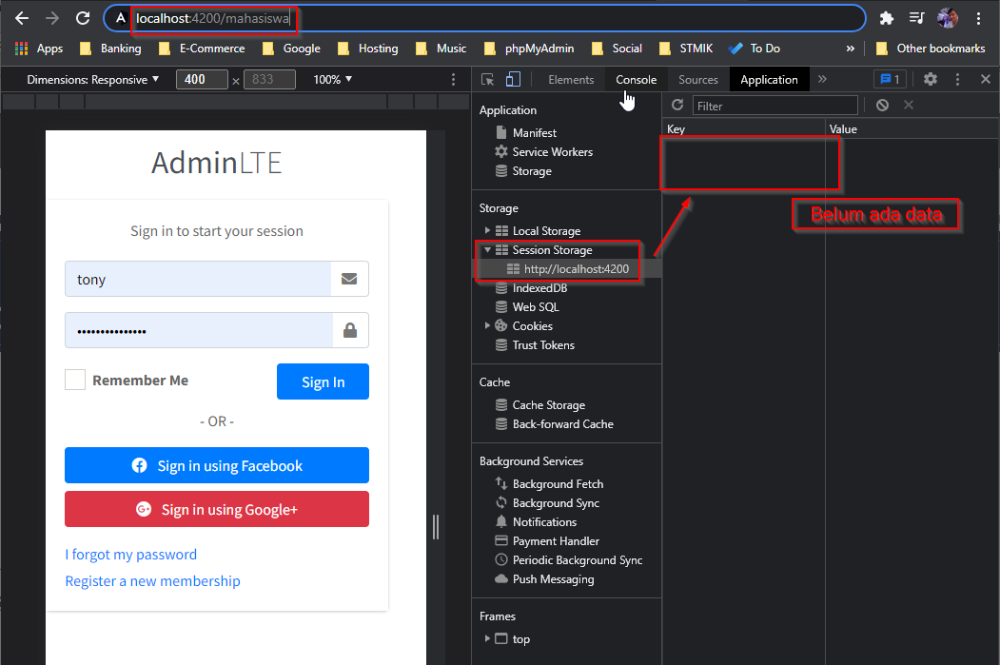 localhost:4200/mahasiswa
Apps Banking E-Commerce Google Hosting Music phpMyAdmin Social STMIK To Do » Other bookmarks
Dimensions: Responsive ▼ 400 × 833 100% ▼
Elements Console Sources Application » 1
Application
Manifest
Service Workers
Storage
Storage
Local Storage
Session Storage
http://localhost:4200
IndexedDB
Web SQL
Cookies
Trust Tokens
Cache
Cache Storage
Back-forward Cache
Background Services
Background Fetch
Background Sync
Notifications
Payment Handler
Periodic Background Sync
Push Messaging
Frames
top
Filter
Key Value
Belum ada data
AdminLTE
Sign in to start your session
tony
•••••••••••••••
Remember Me Sign In
- OR -
Sign in using Facebook
Sign in using Google+
I forgot my password
Register a new membership